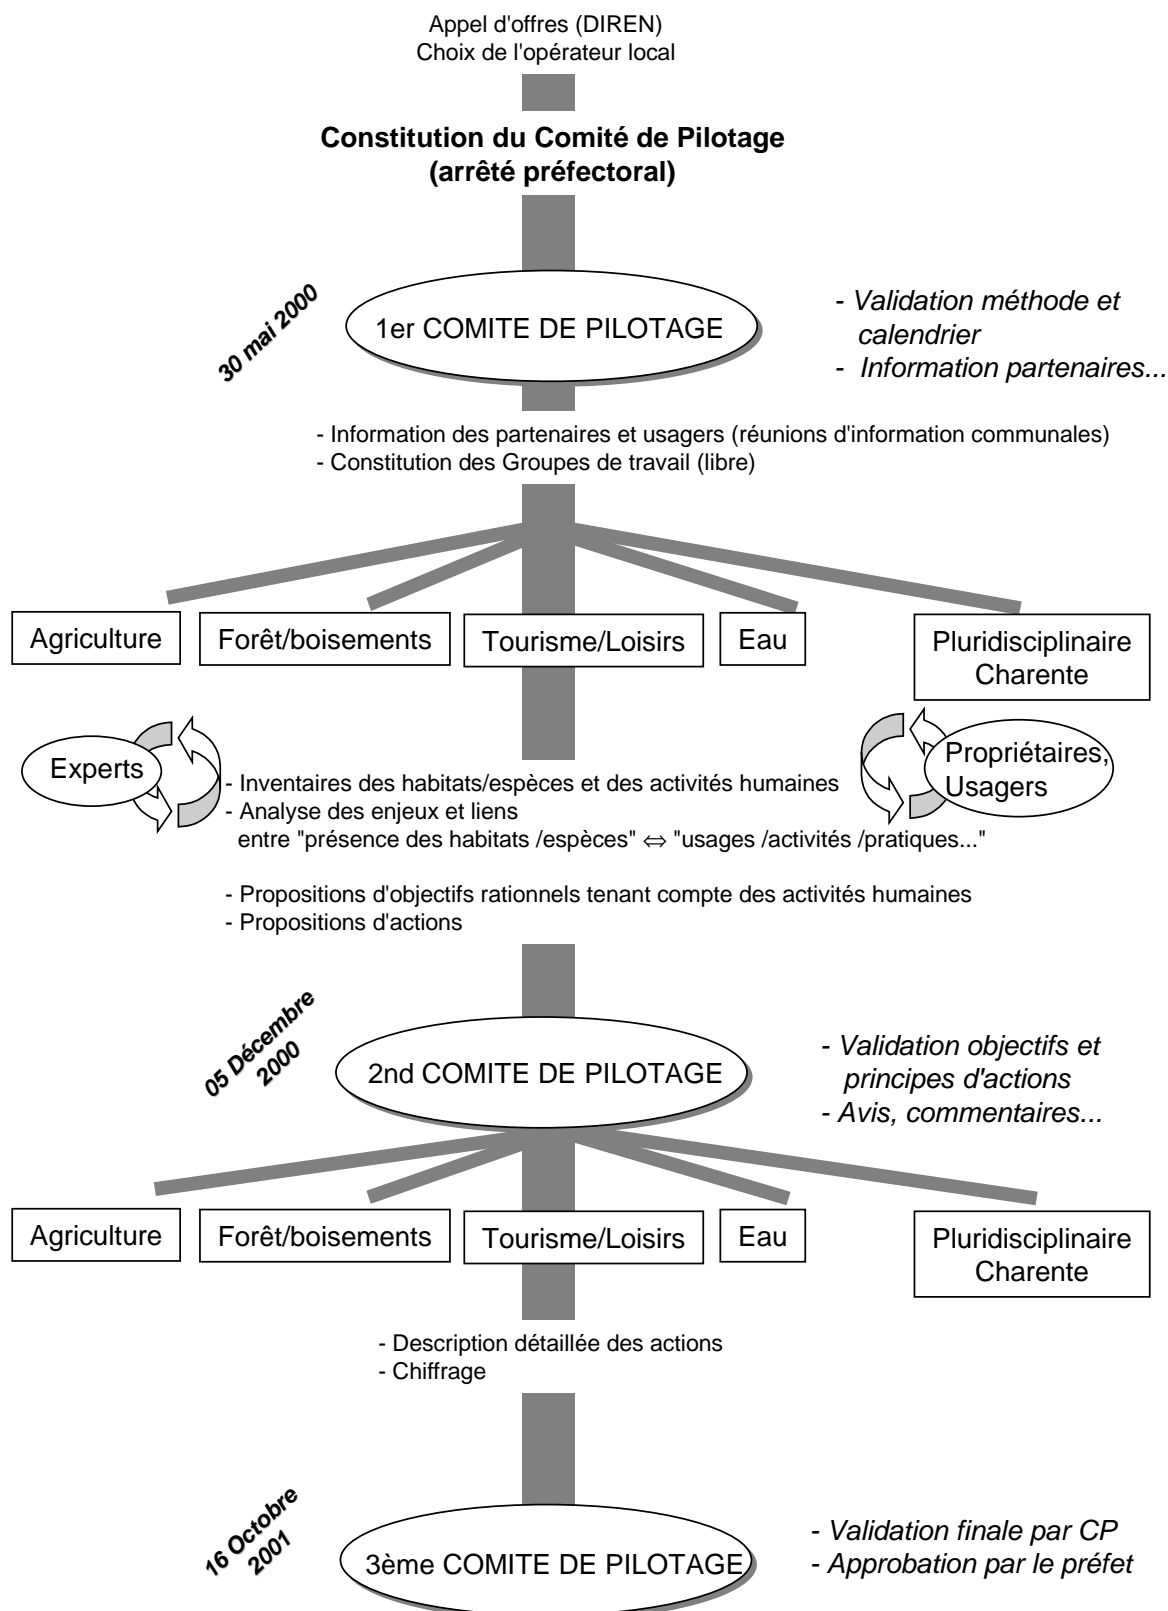 Appel d'offres (DIREN)
Choix de l'opérateur local
Constitution du Comité de Pilotage
(arrêté préfectoral)
30 mai 2000
1er COMITE DE PILOTAGE
- Validation méthode et
calendrier
- Information partenaires...
- Information des partenaires et usagers (réunions d'information communales)
- Constitution des Groupes de travail (libre)
Agriculture
Forêt/boisements
Tourisme/Loisirs
Eau
Pluridisciplinaire
Charente
Experts
Propriétaires,
Usagers
- Inventaires des habitats/espèces et des activités humaines
- Analyse des enjeux et liens
entre "présence des habitats /espèces" ⇔ "usages /activités /pratiques..."
- Propositions d'objectifs rationnels tenant compte des activités humaines
- Propositions d'actions
05 Décembre
2000
2nd COMITE DE PILOTAGE
- Validation objectifs et
principes d'actions
- Avis, commentaires...
Agriculture
Forêt/boisements
Tourisme/Loisirs
Eau
Pluridisciplinaire
Charente
- Description détaillée des actions
- Chiffrage
16 Octobre
2001
3ème COMITE DE PILOTAGE
- Validation finale par CP
- Approbation par le préfet